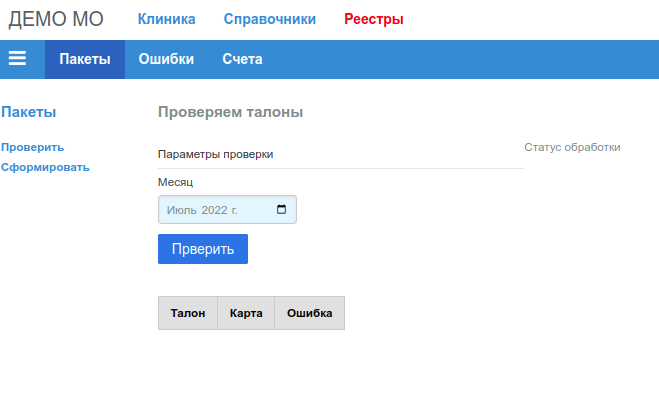 ДЕМО МО Клиника Справочники Реестры
Пакеты Ошибки Счета
Пакеты Проверяем талоны
Проверить
Сформировать
Параметры проверки Статус обработки
Месяц
Июль 2022 г.
Прверить
Талон Карта Ошибка